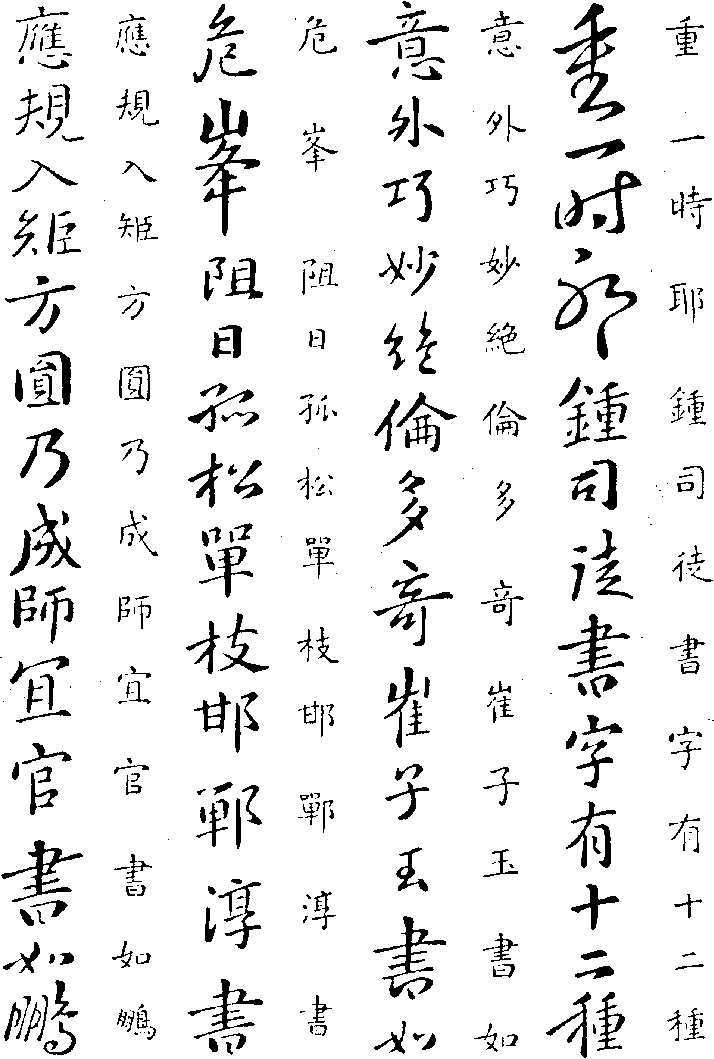 重一時耶鍾司徒書字有十二種
重一时耶鍾司徒書字有十二種
意外巧妙絶倫多奇崔子玉書如
意外巧妙绝倫多奇崔子玉書如
危峯阻日孤松單枝邯鄲淳書
危峯阻日孤松單枝邯鄲淳書
應規入矩方圓乃成師宜官書如鵬
應規入矩方圓乃成師冝官書如鵬